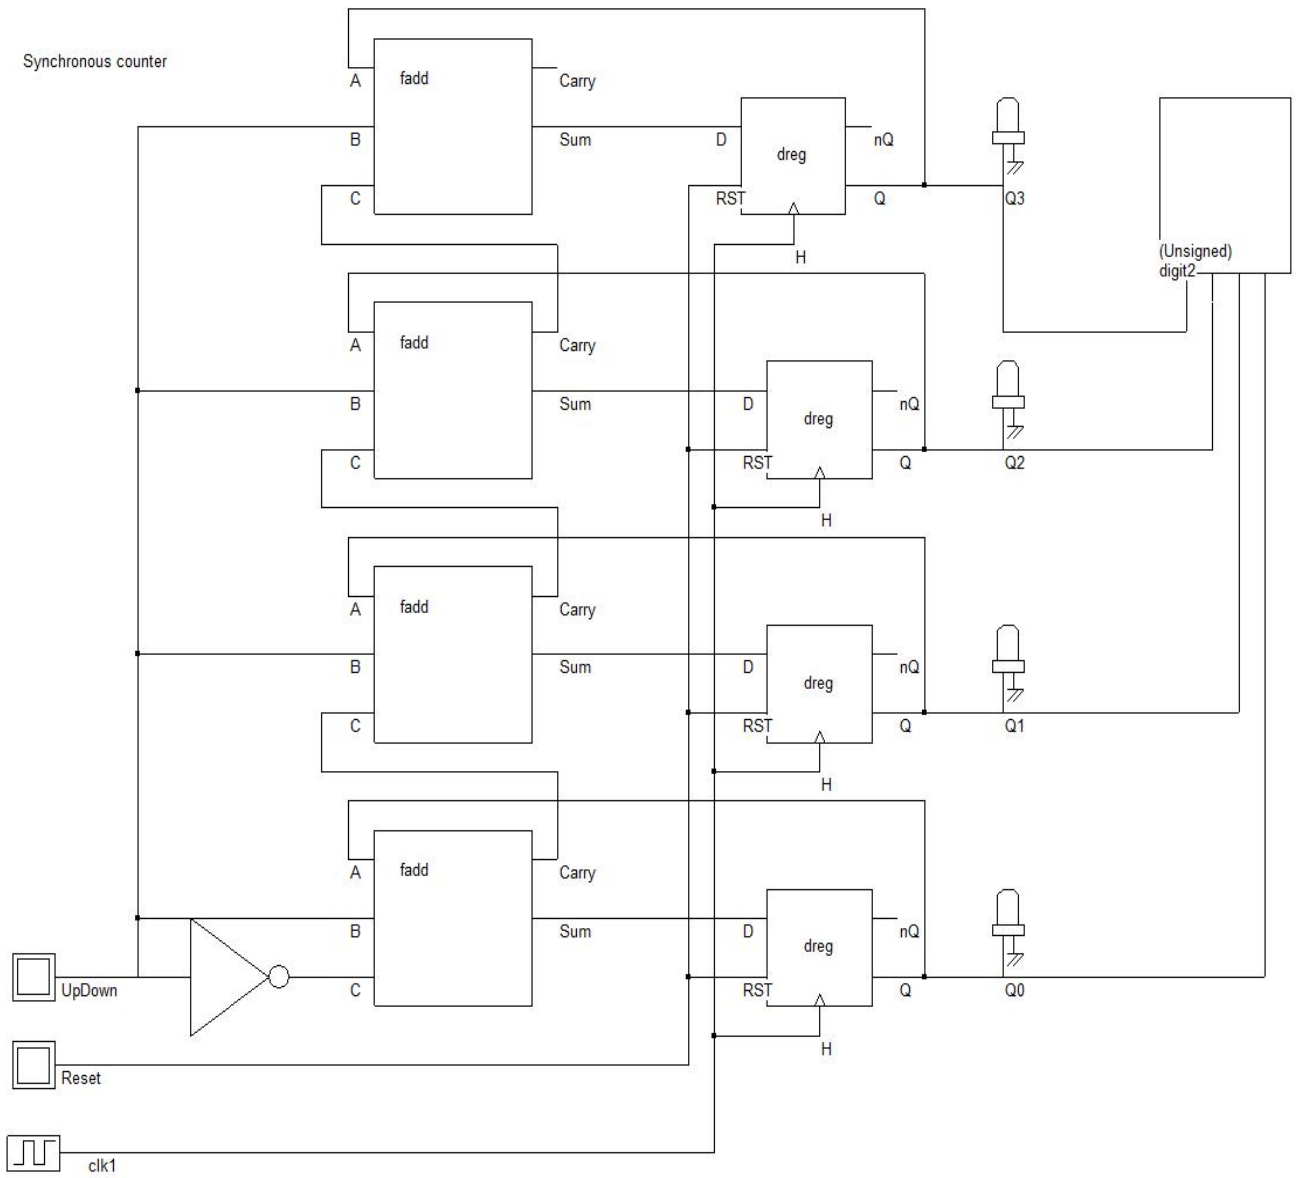 Synchronous counter
A
fadd
Carry
B
Sum
D
dreg
nQ
C
RST
Q
Q3
H
(Unsigned)
digit2
A
fadd
Carry
B
Sum
D
dreg
nQ
C
RST
Q
Q2
H
A
fadd
Carry
B
Sum
D
dreg
nQ
C
RST
Q
Q1
H
A
fadd
Carry
B
Sum
D
dreg
nQ
UpDown
C
RST
Q
Q0
H
Reset
clk1